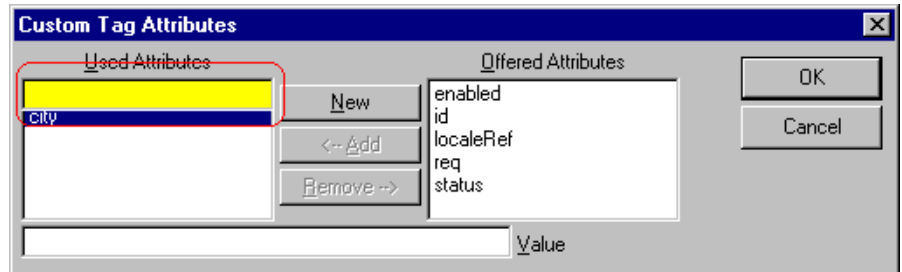 Custom Tag Attributes
Used Attributes
Offered Attributes
OK
Cancel
city
New
<-- Add
Remove -->
enabled
id
localeRef
req
status
Value